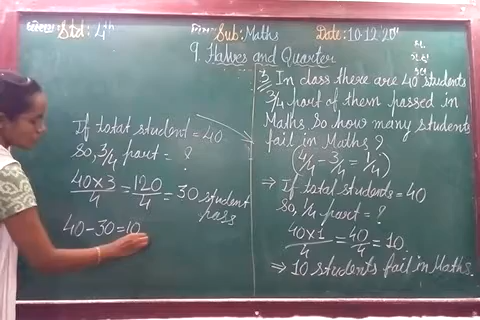 Std: 4th Sub: Maths Date: 10-12-20
9. Halves and Quarter
If total student = 40
So, 3/4 part = ?
40×3/4 = 120/4 = 30 student
pass
40-30=10
7. In class there are 40 students
3/4 part of them passed in
Maths. So how many students
fail in Maths ?
(4/4 - 3/4 = 1/4)
⇒ If total students = 40
So, 1/4 part = ?
40×1/4 = 40/4 = 10.
⇒ 10 students fail in Maths.